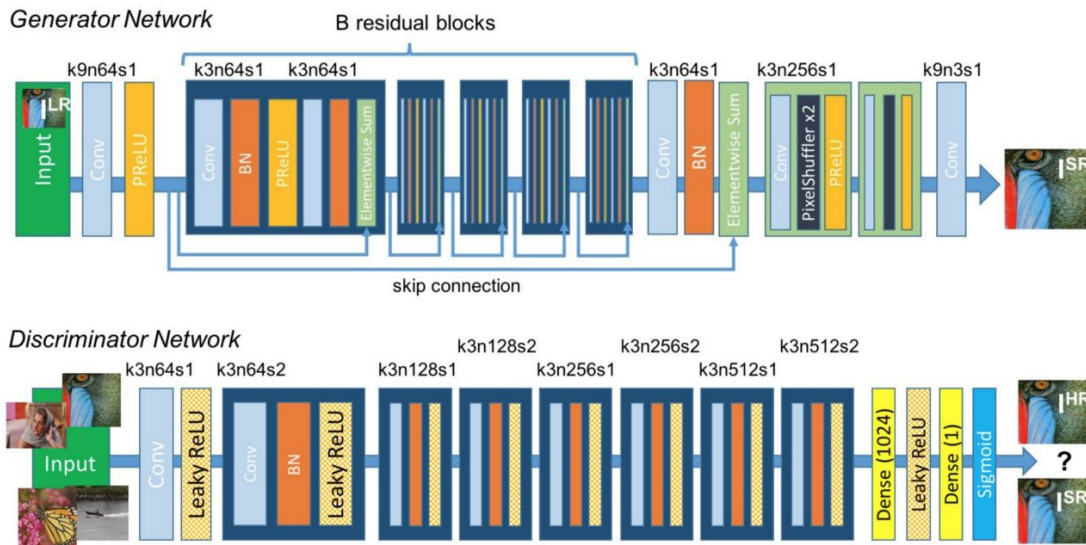 Generator Network
B residual blocks
k9n64s1
k3n64s1
k3n64s1
k3n64s1
k3n256s1
k9n3s1
I LR
Input
Conv
PReLU
Conv
BN
PReLU
Elementwise Sum
Conv
BN
Elementwise Sum
Conv
PixelShuffler x2
PReLU
Conv
I SR
skip connection
Discriminator Network
k3n64s1
k3n64s2
k3n128s1
k3n128s2
k3n256s1
k3n256s2
k3n512s1
k3n512s2
Input
Conv
Leaky ReLU
Conv
BN
Leaky ReLU
Dense (1024)
Leaky ReLU
Dense (1)
Sigmoid
I HR
?
I SR